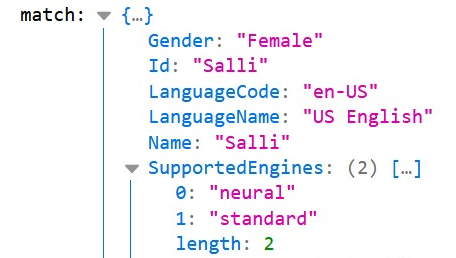 match: {…}
Gender: "Female"
Id: "Salli"
LanguageCode: "en-US"
LanguageName: "US English"
Name: "Salli"
SupportedEngines: (2) […]
0: "neural"
1: "standard"
length: 2